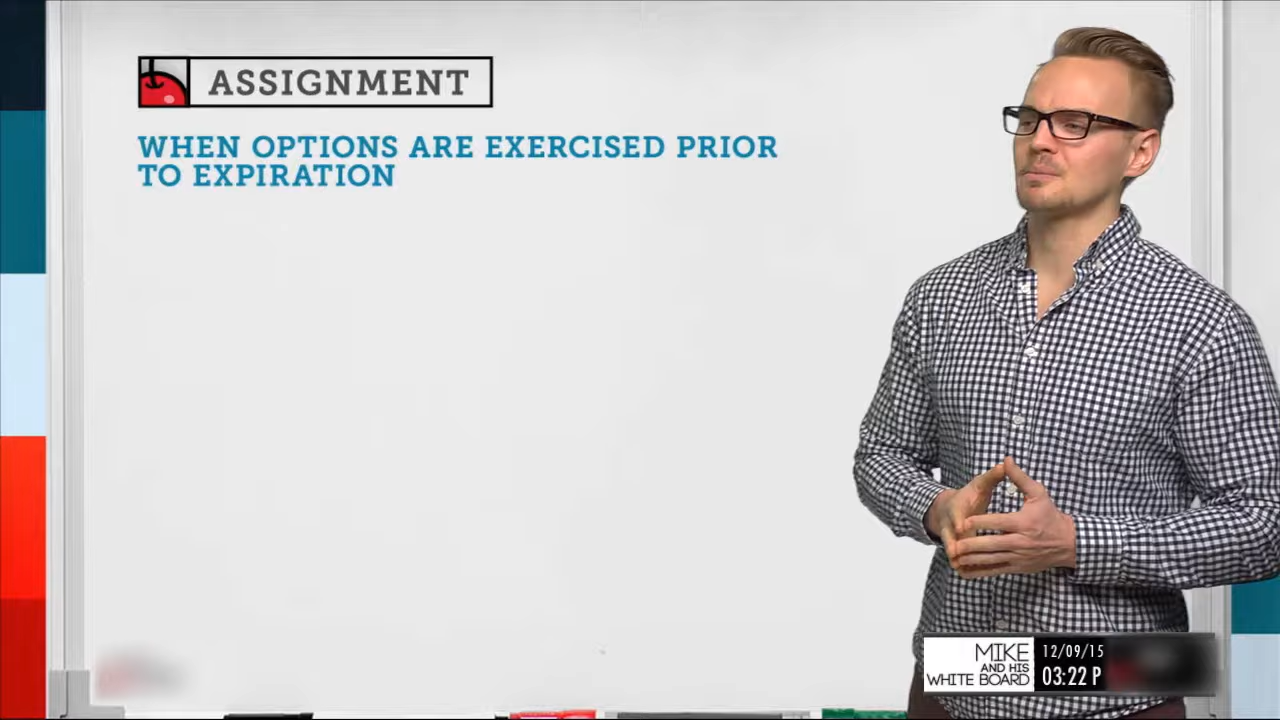 ASSIGNMENT
WHEN OPTIONS ARE EXERCISED PRIOR
TO EXPIRATION
MIKE
AND HIS
WHITE BOARD
12/09/15
03:22 P